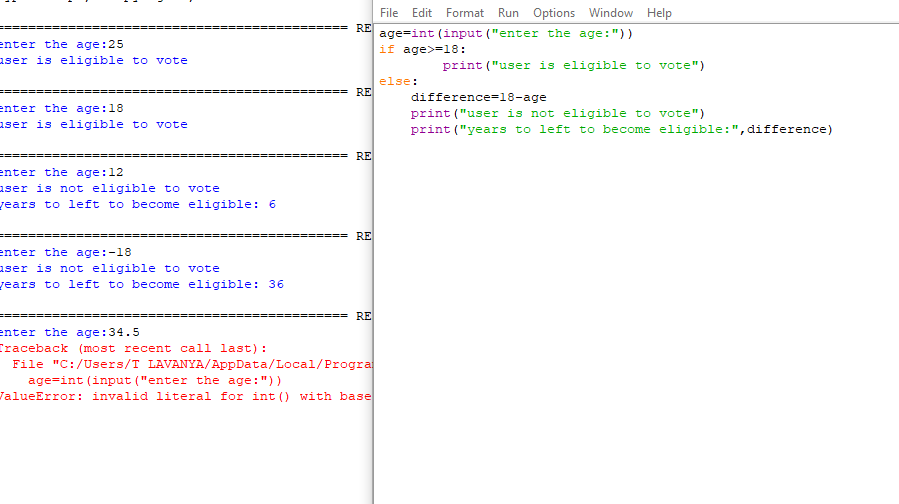 =============================================== RE
enter the age:25
user is eligible to vote
=============================================== RE
enter the age:18
user is eligible to vote
=============================================== RE
enter the age:12
user is not eligible to vote
years to left to become eligible: 6
=============================================== RE
enter the age:-18
user is not eligible to vote
years to left to become eligible: 36
=============================================== RE
enter the age:34.5
Traceback (most recent call last):
File "C:/Users/T LAVANYA/AppData/Local/Progra
age=int(input("enter the age:"))
ValueError: invalid literal for int() with base
File Edit Format Run Options Window Help
age=int(input("enter the age:"))
if age>=18:
print("user is eligible to vote")
else:
difference=18-age
print("user is not eligible to vote")
print("years to left to become eligible:",difference)